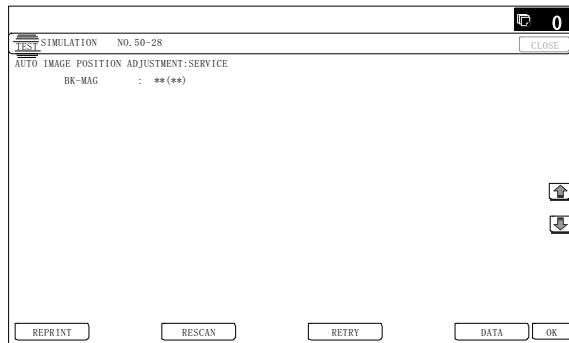 0
TEST SIMULATION NO.50-28
CLOSE
AUTO IMAGE POSITION ADJUSTMENT:SERVICE
BK-MAG : **(**)
REPRINT RESCAN RETRY DATA OK